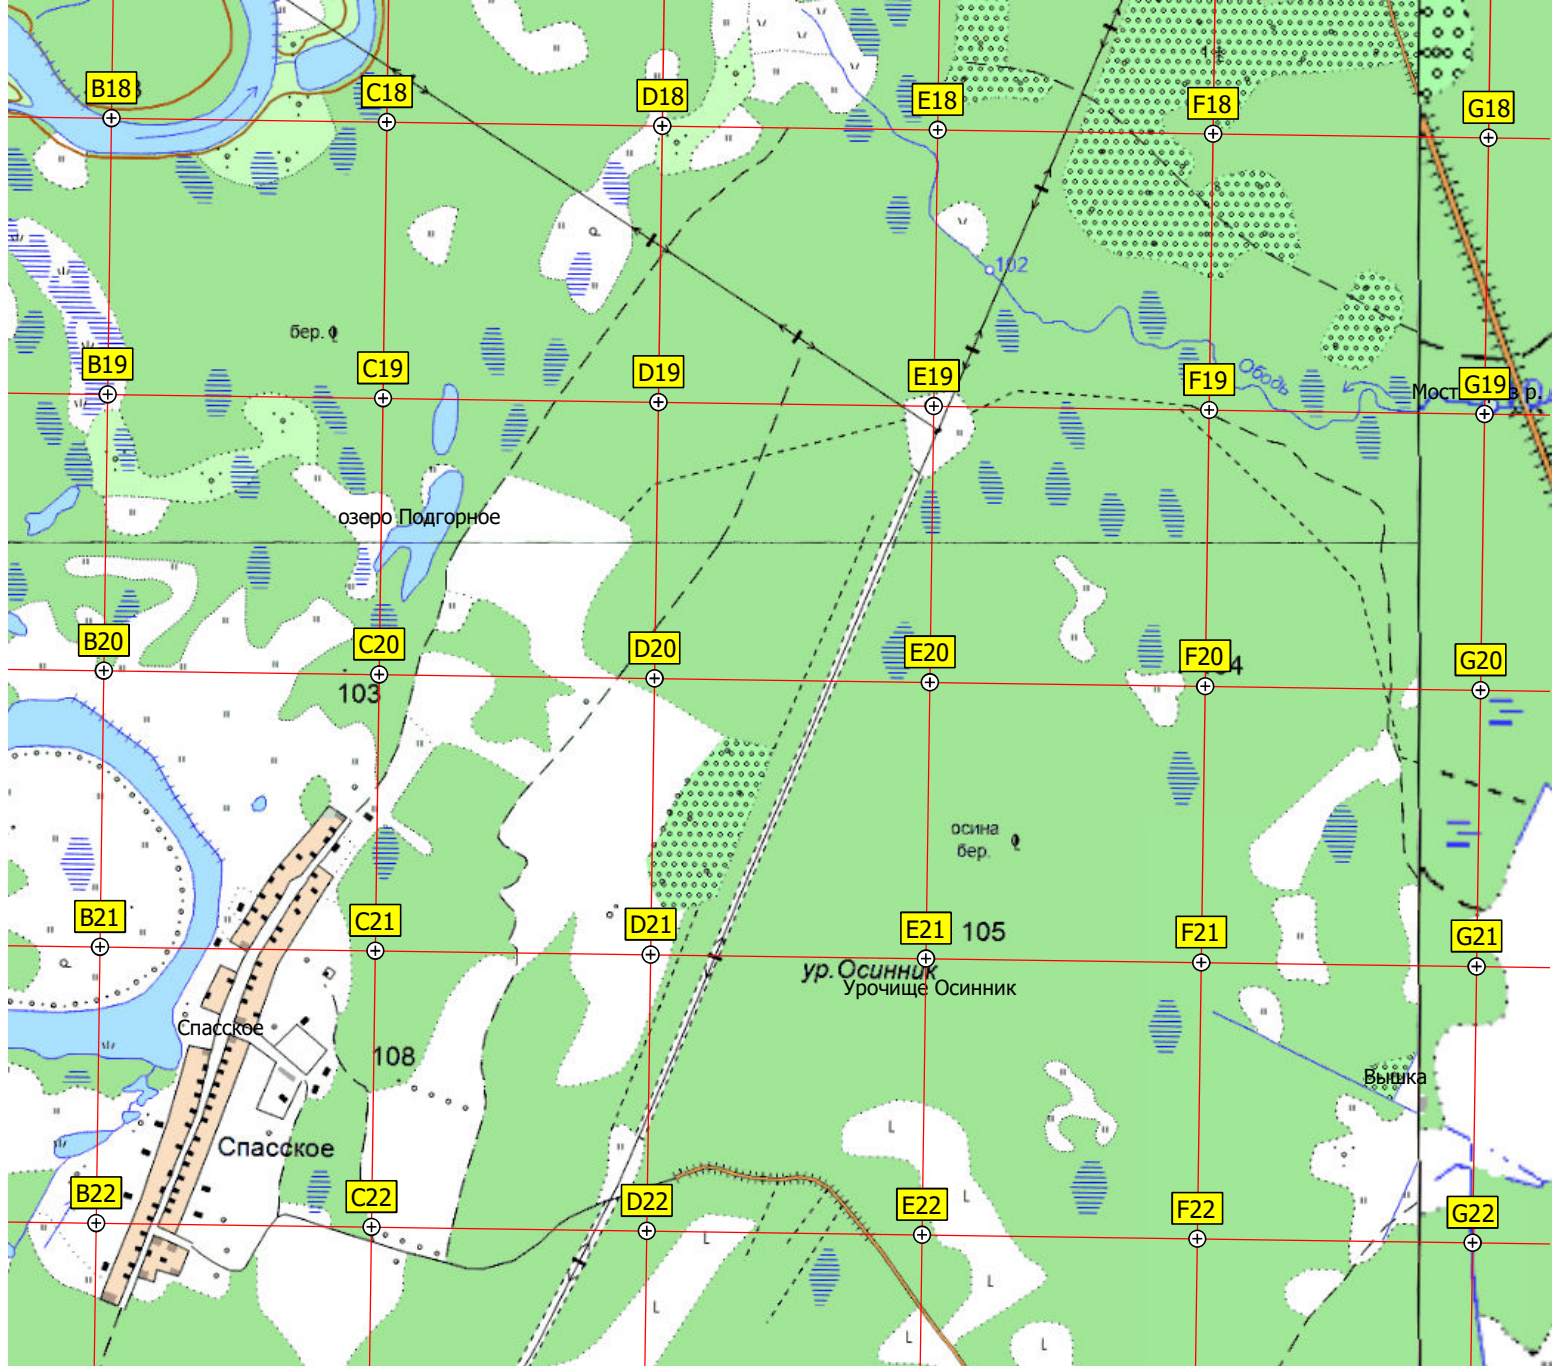 B18
C18
D18
E18
F18
G18
102
бер.
B19
C19
D19
E19
F19
G19
Ободь
озеро Подгорное
B20
C20
D20
E20
F20
G20
103
осина
бер.
B21
C21
D21
E21
F21
G21
105
ур. Осинник
Урочище Осинник
Спасское
108
Вышка
Спасское
B22
C22
D22
E22
F22
G22